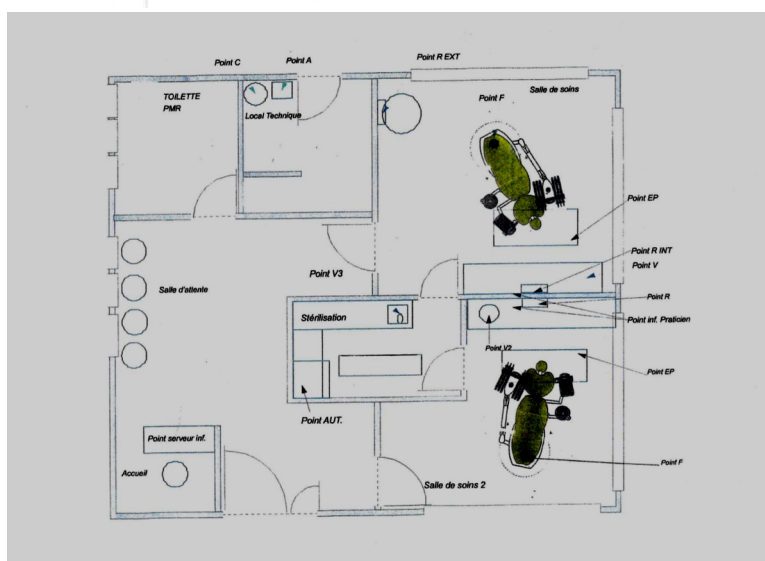 Point C
Point A
Point R EXT
TOILETTE
PMR
Local Technique
Point F
Salle de soins
Point EP
Point R INT
Point V
Point V3
Salle d'attente
Point R
Stérilisation
Point inf. Praticien
Point V2
Point EP
Point AUT.
Point serveur inf.
Accueil
Salle de soins 2
Point F